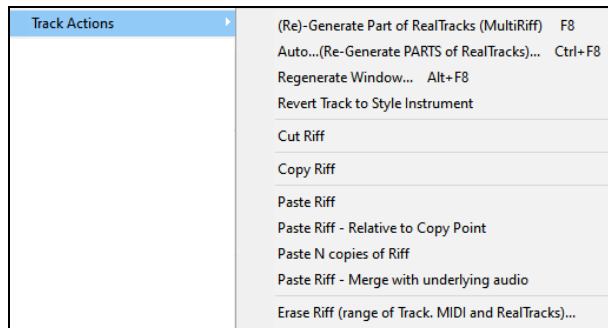 Track Actions
(Re)-Generate Part of RealTracks (MultiRiff) F8
Auto...(Re-Generate PARTS of RealTracks)... Ctrl+F8
Regenerate Window... Alt+F8
Revert Track to Style Instrument
Cut Riff
Copy Riff
Paste Riff
Paste Riff - Relative to Copy Point
Paste N copies of Riff
Paste Riff - Merge with underlying audio
Erase Riff (range of Track. MIDI and RealTracks)...